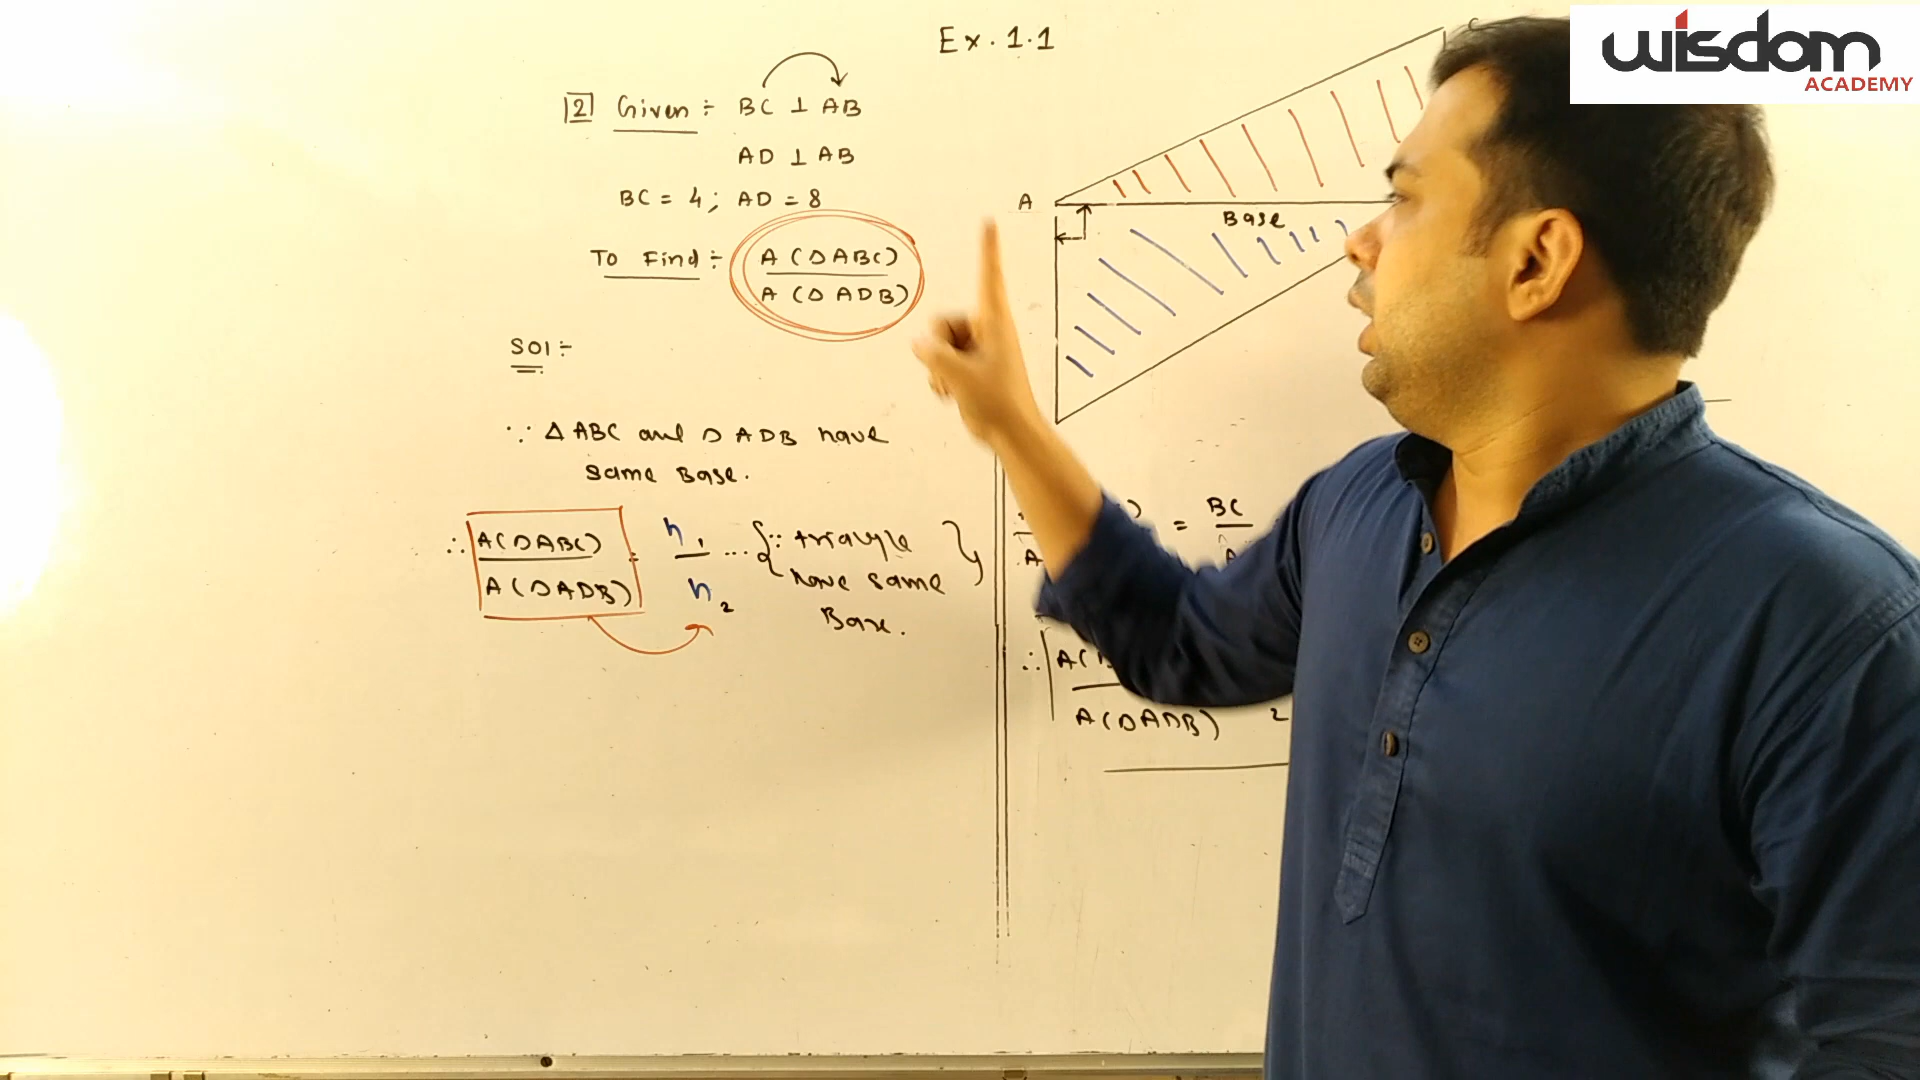 wisdom
ACADEMY
Ex. 1.1
2 Given ÷ BC ⊥ AB
AD ⊥ AB
BC = 4; AD = 8
To Find ÷ A (△ABC)
A (△ADB)
Sol ÷
∵ △ABC and △ADB have
same Base.
∴ A(△ABC) = h1 ... {∵ triangle
A(△ADB) h2 have same
Base. }
C
A
Base
= BC
A
∴ A(
A(△ADB) 2